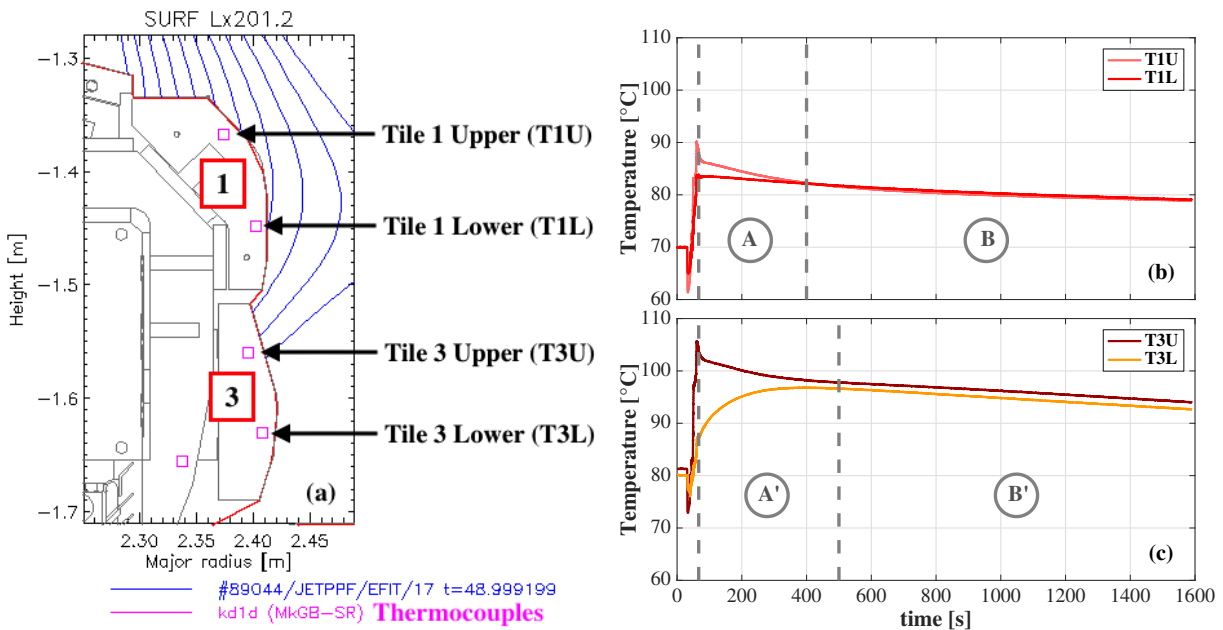 SURF Lx201.2
Height [m]
−1.3
−1.4
−1.5
−1.6
−1.7
1
3
(a)
Tile 1 Upper (T1U)
Tile 1 Lower (T1L)
Tile 3 Upper (T3U)
Tile 3 Lower (T3L)
2.30 2.35 2.40 2.45
Major radius [m]
#89044/JETPPF/EFIT/17 t=48.999199
kd1d (MkGB−SR) Thermocouples
Temperature [°C]
110
100
90
80
70
60
T1U
T1L
A
B
(b)
Temperature [°C]
110
100
90
80
70
60
T3U
T3L
A'
B'
(c)
0 200 400 600 800 1000 1200 1400 1600
time [s]